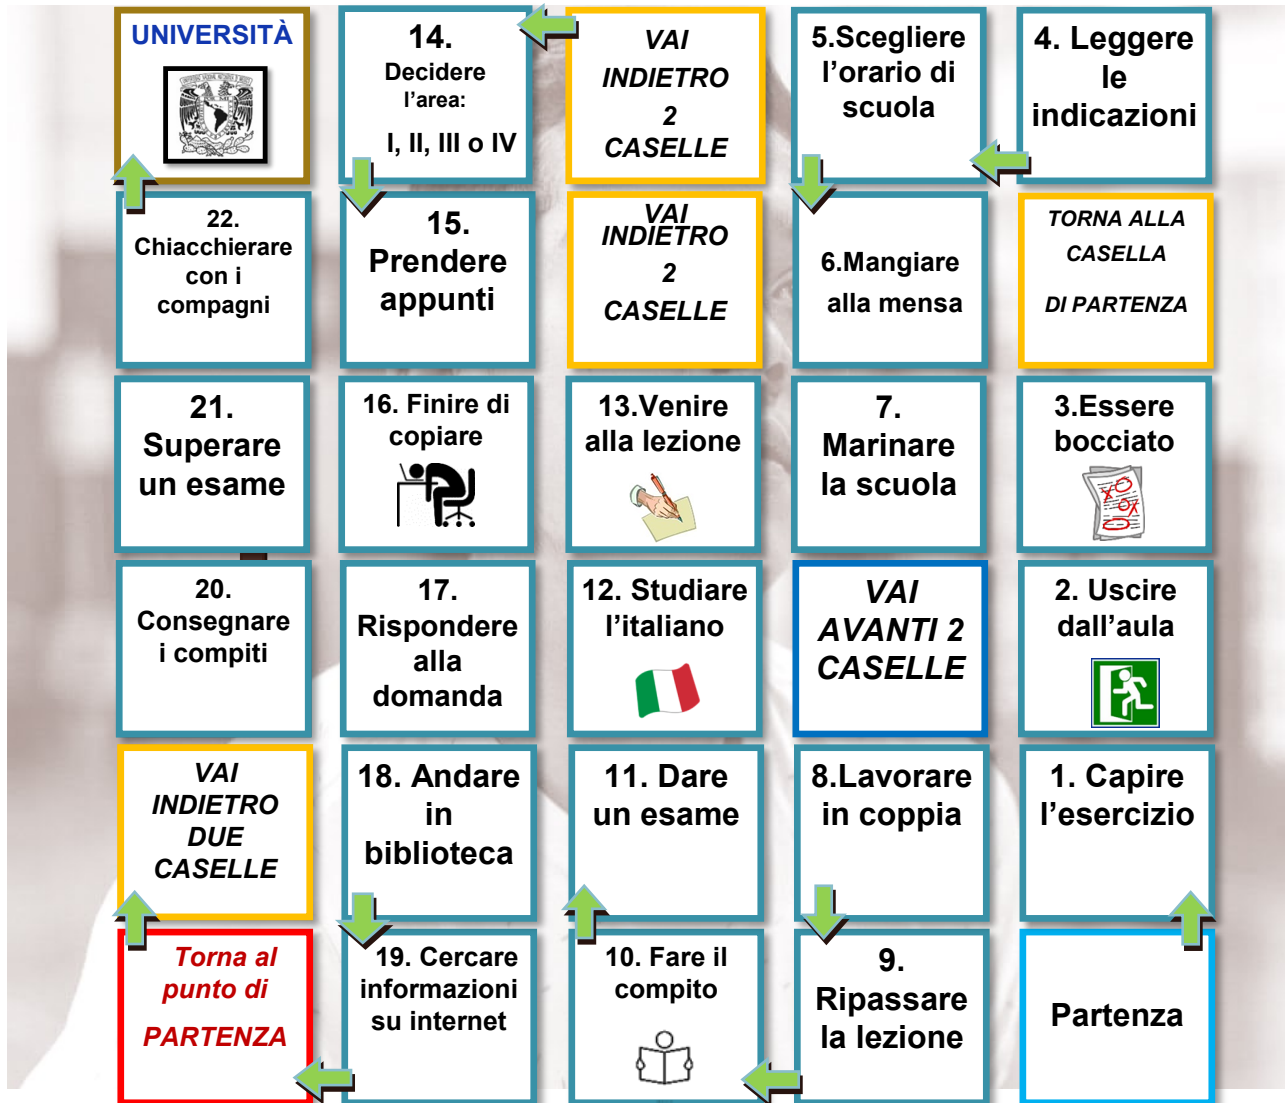 UNIVERSITÀ
14.
Decidere
l'area:
I, II, III o IV
VAI
INDIETRO
2
CASELLE
5.Scegliere
l'orario di
scuola
4. Leggere
le
indicazioni
22.
Chiacchierare
con i
compagni
15.
Prendere
appunti
VAI
INDIETRO
2
CASELLE
6.Mangiare
alla mensa
TORNA ALLA
CASELLA
DI PARTENZA
21.
Superare
un esame
16. Finire di
copiare
13.Venire
alla lezione
7.
Marinare
la scuola
3.Essere
bocciato
20.
Consegnare
i compiti
17.
Rispondere
alla
domanda
12. Studiare
l'italiano
VAI
AVANTI 2
CASELLE
2. Uscire
dall'aula
VAI
INDIETRO
DUE
CASELLE
18. Andare
in
biblioteca
11. Dare
un esame
8.Lavorare
in coppia
1. Capire
l'esercizio
Torna al
punto di
PARTENZA
19. Cercare
informazioni
su internet
10. Fare il
compito
9.
Ripassare
la lezione
Partenza